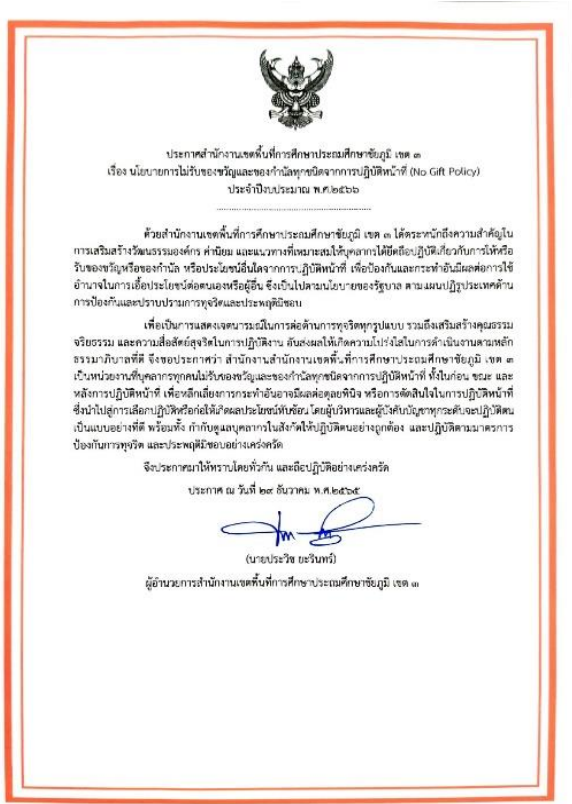 ประกาศสำนักงานเขตพื้นที่การศึกษาประถมศึกษาชัยภูมิ เขต ๓
เรื่อง นโยบายการไม่รับของขวัญและของกำนัลทุกชนิดจากการปฏิบัติหน้าที่ (No Gift Policy)
ประจำปีงบประมาณ พ.ศ.๒๕๖๖
ด้วยสำนักงานเขตพื้นที่การศึกษาประถมศึกษาชัยภูมิ เขต ๓ ได้ตระหนักถึงความสำคัญใน
การเสริมสร้างวัฒนธรรมองค์กร ค่านิยม และแนวทางที่เหมาะสมให้บุคลากรได้ยึดถือปฏิบัติเกี่ยวกับการให้หรือ
รับของขวัญหรือของกำนัล หรือประโยชน์อื่นใดจากการปฏิบัติหน้าที่ เพื่อป้องกันและกระทำอันมีผลต่อการใช้
อำนาจในการเอื้อประโยชน์ต่อตนเองหรือผู้อื่น ซึ่งเป็นไปตามนโยบายของรัฐบาล ตามแผนปฏิรูปประเทศด้าน
การป้องกันและปราบปรามการทุจริตและประพฤติมิชอบ
เพื่อเป็นการแสดงเจตนารมณ์ในการต่อต้านการทุจริตทุกรูปแบบ รวมถึงเสริมสร้างคุณธรรม
จริยธรรม และความซื่อสัตย์สุจริตในการปฏิบัติงาน อันส่งผลให้เกิดความโปร่งใสในการดำเนินงานตามหลัก
ธรรมาภิบาลที่ดี จึงขอประกาศว่า สำนักงานสำนักงานเขตพื้นที่การศึกษาประถมศึกษาชัยภูมิ เขต ๓
เป็นหน่วยงานที่บุคลากรทุกคนไม่รับของขวัญและของกำนัลทุกชนิดจากการปฏิบัติหน้าที่ ทั้งในก่อน ขณะ และ
หลังการปฏิบัติหน้าที่ เพื่อหลีกเลี่ยงการกระทำอันอาจมีผลต่อดุลยพินิจ หรือการตัดสินใจในการปฏิบัติหน้าที่
ซึ่งนำไปสู่การเลือกปฏิบัติหรือก่อให้เกิดผลประโยชน์ทับซ้อน โดยผู้บริหารและผู้บังคับบัญชาทุกระดับจะปฏิบัติตน
เป็นแบบอย่างที่ดี พร้อมทั้ง กำกับดูแลบุคลากรในสังกัดให้ปฏิบัติตนอย่างถูกต้อง และปฏิบัติตามมาตรการ
ป้องกันการทุจริต และประพฤติมิชอบอย่างเคร่งครัด
จึงประกาศมาให้ทราบโดยทั่วกัน และถือปฏิบัติอย่างเคร่งครัด
ประกาศ ณ วันที่ ๒๙ ธันวาคม พ.ศ.๒๕๖๕
(นายประวิช ยะรินทร์)
ผู้อำนวยการสำนักงานเขตพื้นที่การศึกษาประถมศึกษาชัยภูมิ เขต ๓